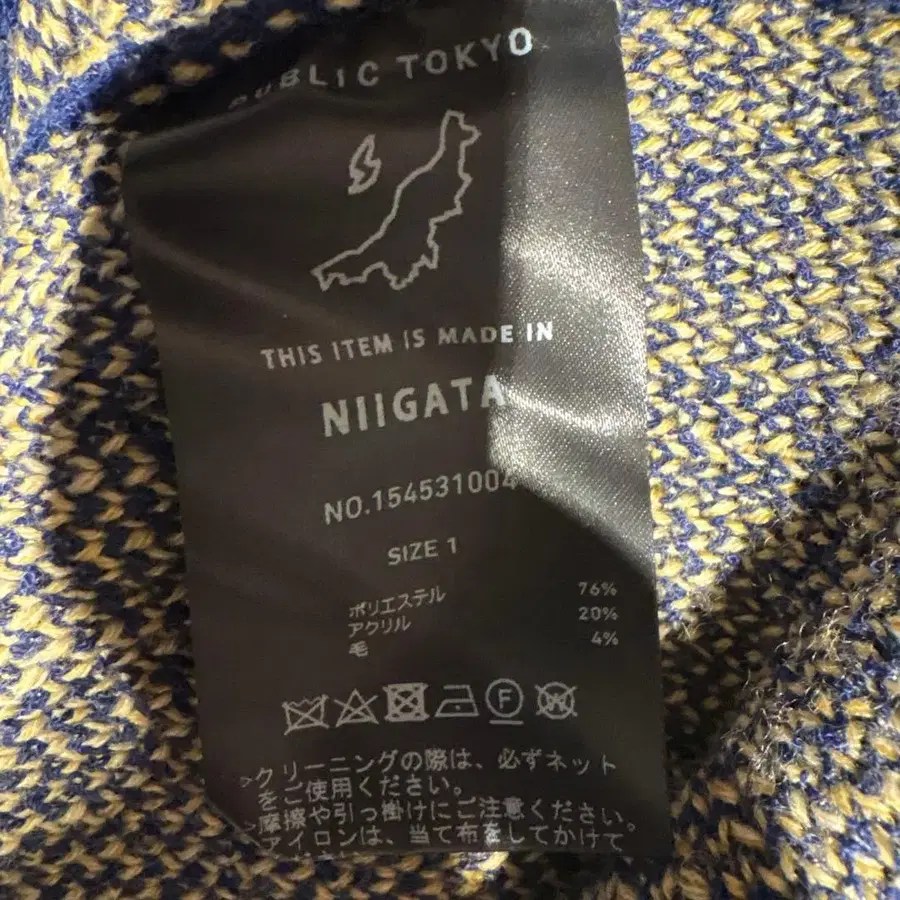 PUBLIC TOKYO
THIS ITEM IS MADE IN
NIIGATA
NO.154531004
SIZE 1
ポリエステル 76%
アクリル 20%
毛 4%
F
W
>クリーニングの際は、必ずネット
をご使用ください。
>摩擦や引っ掛けにご注意ください。
>アイロンは、当て布をしてかけて